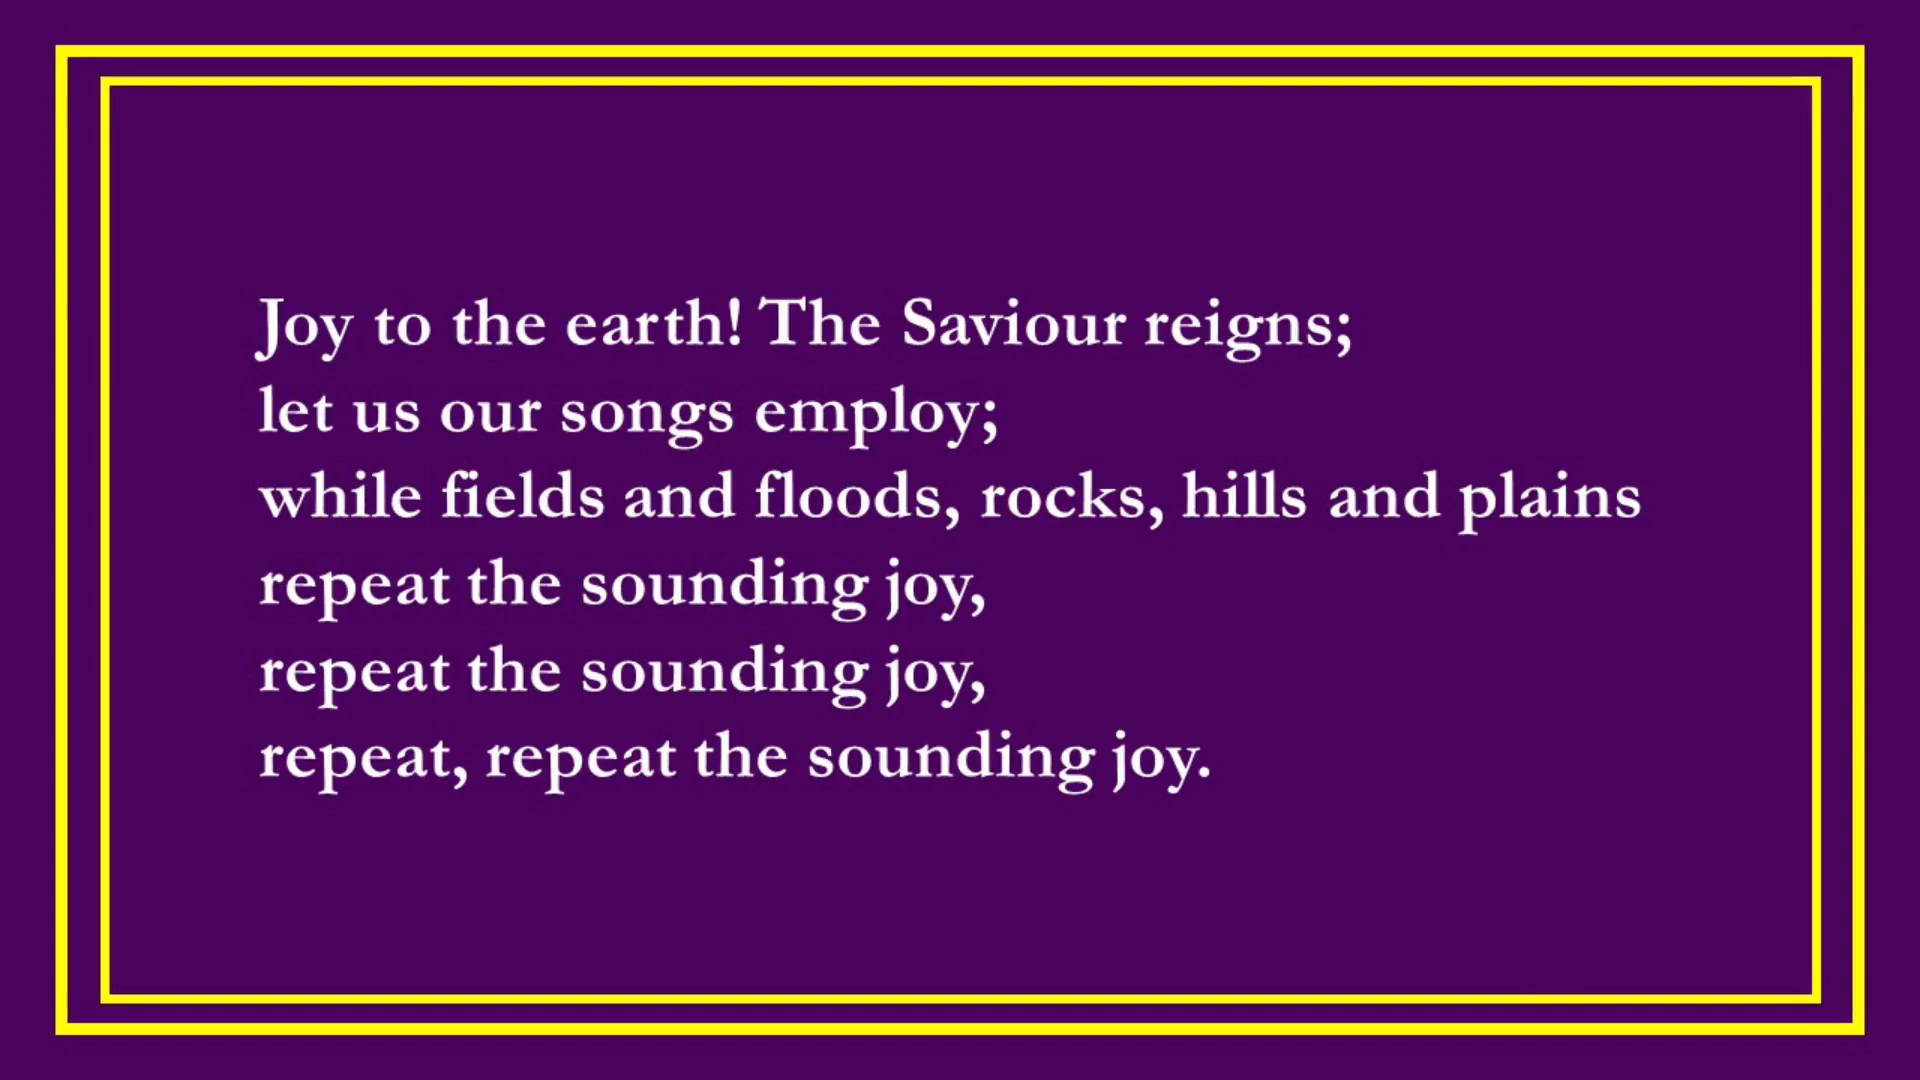 Joy to the earth! The Saviour reigns;
let us our songs employ;
while fields and floods, rocks, hills and plains
repeat the sounding joy,
repeat the sounding joy,
repeat, repeat the sounding joy.